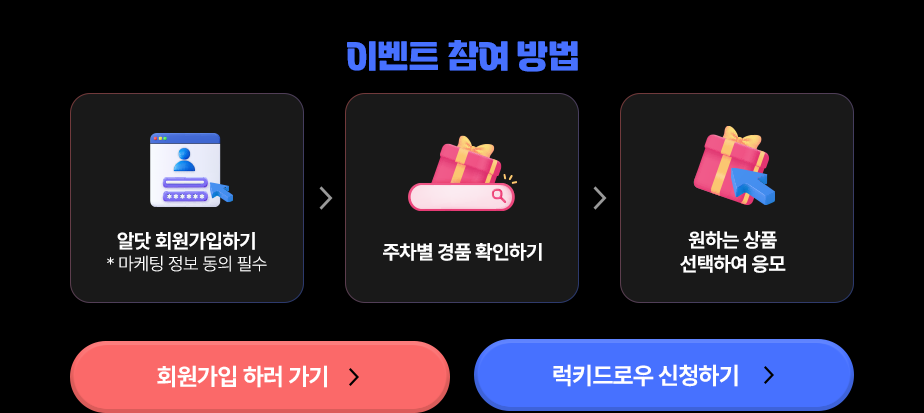 이벤트 참여 방법
알닷 회원가입하기
* 마케팅 정보 동의 필수
주차별 경품 확인하기
원하는 상품
선택하여 응모
회원가입 하러 가기
럭키드로우 신청하기